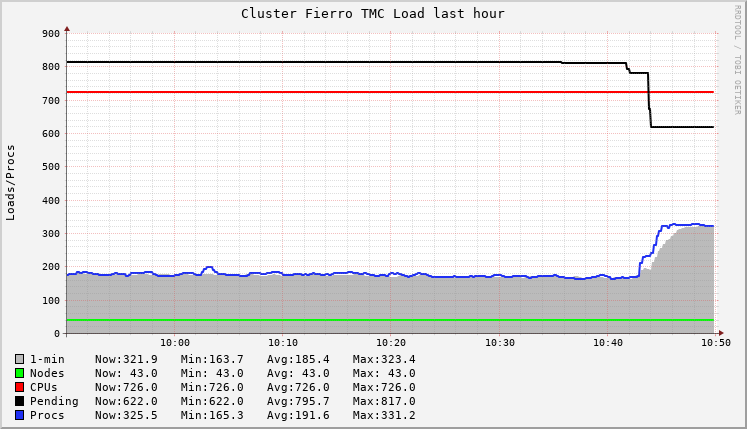 Cluster Fierro TMC Load last hour
RRDTOOL / TOBI OETIKER
Loads/Procs
900
800
700
600
500
400
300
200
100
0
10:00 10:10 10:20 10:30 10:40 10:50
1-min Now:321.9 Min:163.7 Avg:185.4 Max:323.4
Nodes Now: 43.0 Min: 43.0 Avg: 43.0 Max: 43.0
CPUs Now:726.0 Min:726.0 Avg:726.0 Max:726.0
Pending Now:622.0 Min:622.0 Avg:795.7 Max:817.0
Procs Now:325.5 Min:165.3 Avg:191.6 Max:331.2